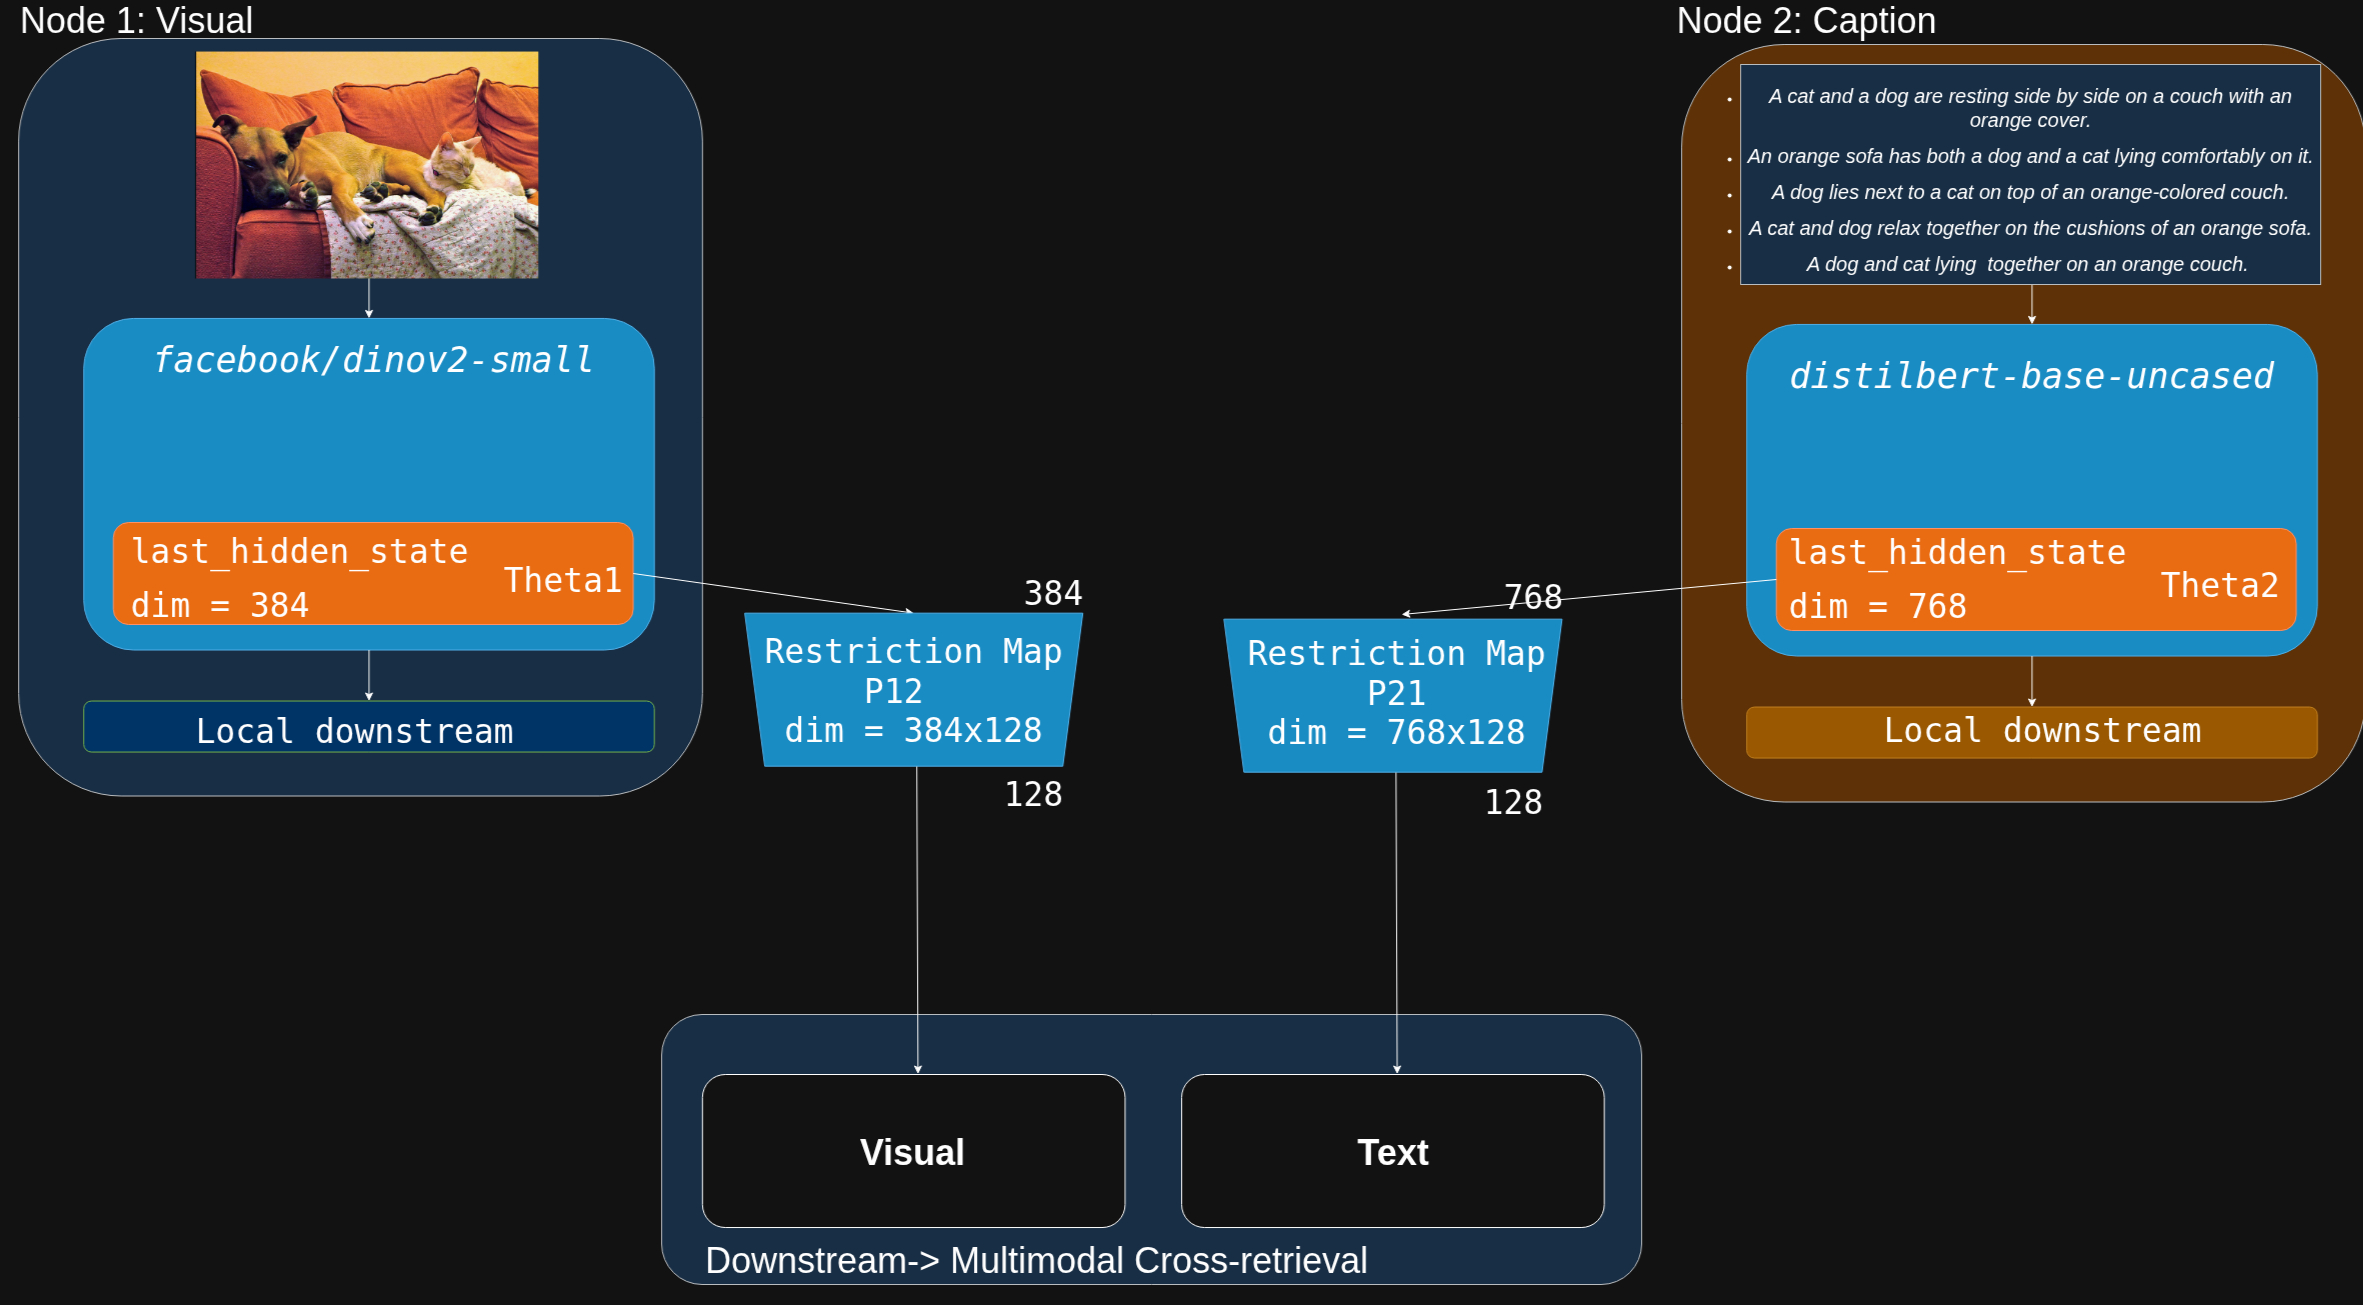 Node 1: Visual
facebook/dinov2-small
last_hidden_state
dim = 384
Theta1
Local downstream
384
Restriction Map
P12
dim = 384x128
128
Node 2: Caption
• A cat and a dog are resting side by side on a couch with an
orange cover.
• An orange sofa has both a dog and a cat lying comfortably on it.
• A dog lies next to a cat on top of an orange-colored couch.
• A cat and dog relax together on the cushions of an orange sofa.
• A dog and cat lying  together on an orange couch.
distilbert-base-uncased
last_hidden_state
dim = 768
Theta2
Local downstream
768
Restriction Map
P21
dim = 768x128
128
Visual
Text
Downstream-> Multimodal Cross-retrieval